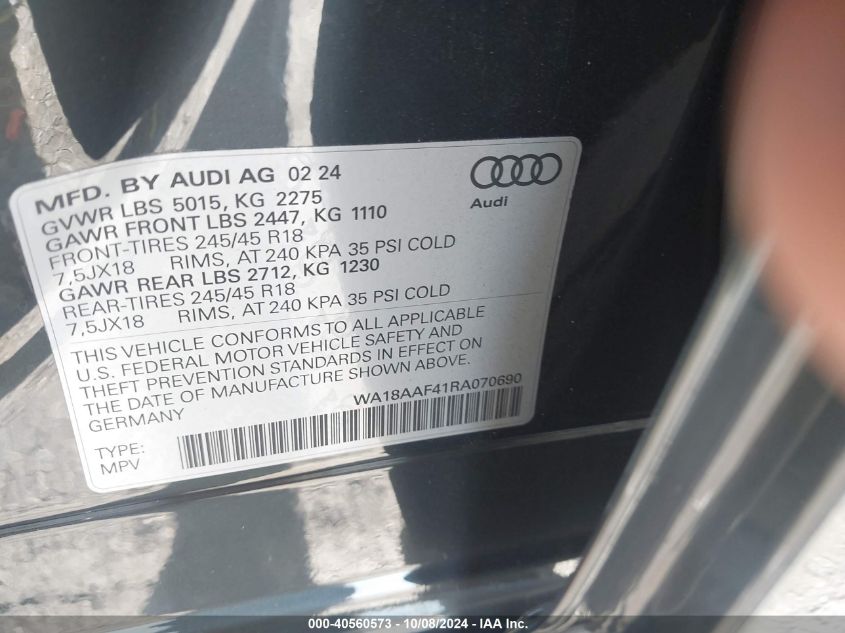 MFD. BY AUDI AG 02 24
GVWR LBS 5015, KG 2275
GAWR FRONT LBS 2447, KG 1110
FRONT-TIRES 245/45 R18
7,5JX18 RIMS, AT 240 KPA 35 PSI COLD
GAWR REAR LBS 2712, KG 1230
REAR-TIRES 245/45 R18
7,5JX18 RIMS, AT 240 KPA 35 PSI COLD
Audi
THIS VEHICLE CONFORMS TO ALL APPLICABLE
U.S. FEDERAL MOTOR VEHICLE SAFETY AND
THEFT PREVENTION STANDARDS IN EFFECT ON
THE DATE OF MANUFACTURE SHOWN ABOVE.
GERMANY
WA18AAF41RA070690
TYPE:
MPV
000-40560573 - 10/08/2024 - IAA, Inc.